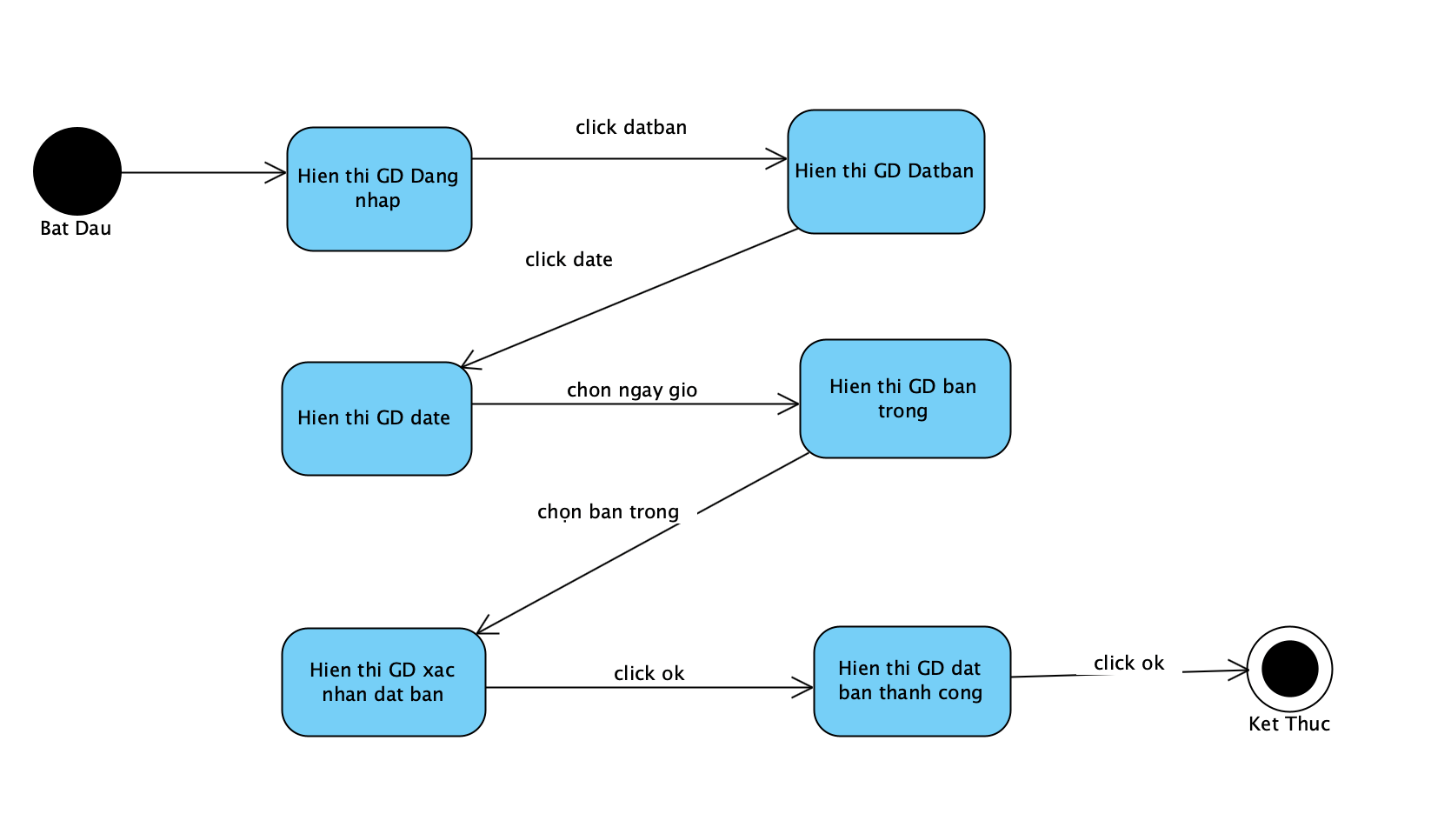 Bat Dau
Hien thi GD Dang
nhap
click datban
Hien thi GD Datban
click date
Hien thi GD date
chon ngay gio
Hien thi GD ban
trong
chọn ban trong
Hien thi GD xac
nhan dat ban
click ok
Hien thi GD dat
ban thanh cong
click ok
Ket Thuc